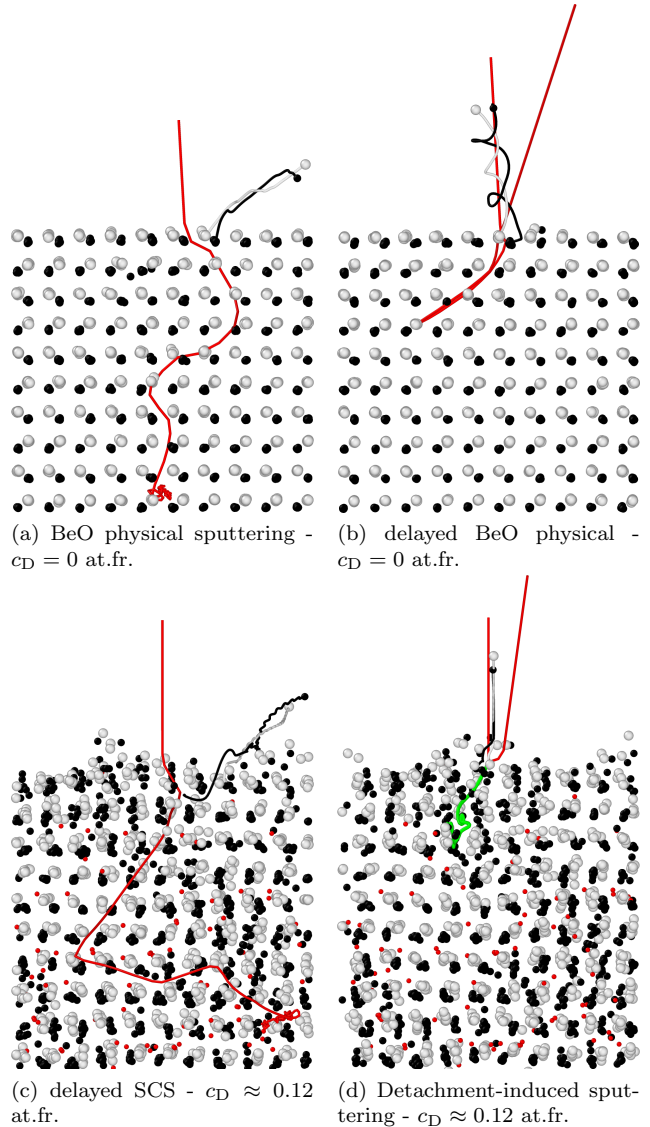 (a) BeO physical sputtering -
c_D = 0 at.fr.
(b) delayed BeO physical -
c_D = 0 at.fr.
(c) delayed SCS - c_D ≈ 0.12
at.fr.
(d) Detachment-induced sput-
tering - c_D ≈ 0.12 at.fr.